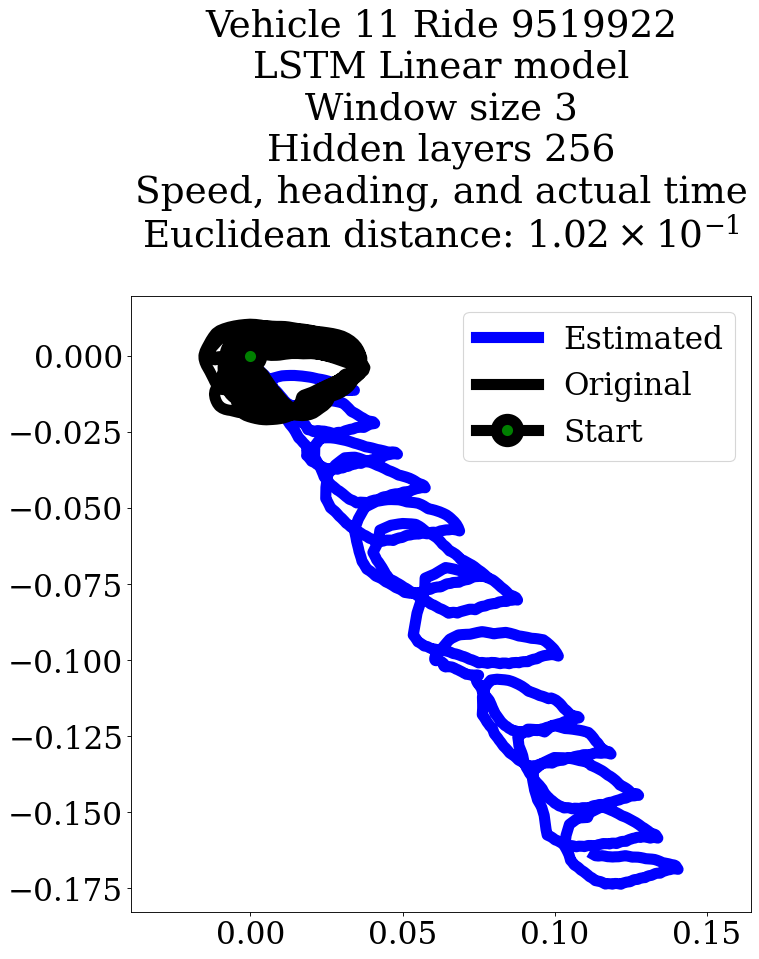 Vehicle 11 Ride 9519922
LSTM Linear model
Window size 3
Hidden layers 256
Speed, heading, and actual time
Euclidean distance: 1.02 × 10⁻¹
Estimated
Original
Start
0.000
−0.025
−0.050
−0.075
−0.100
−0.125
−0.150
−0.175
0.00 0.05 0.10 0.15